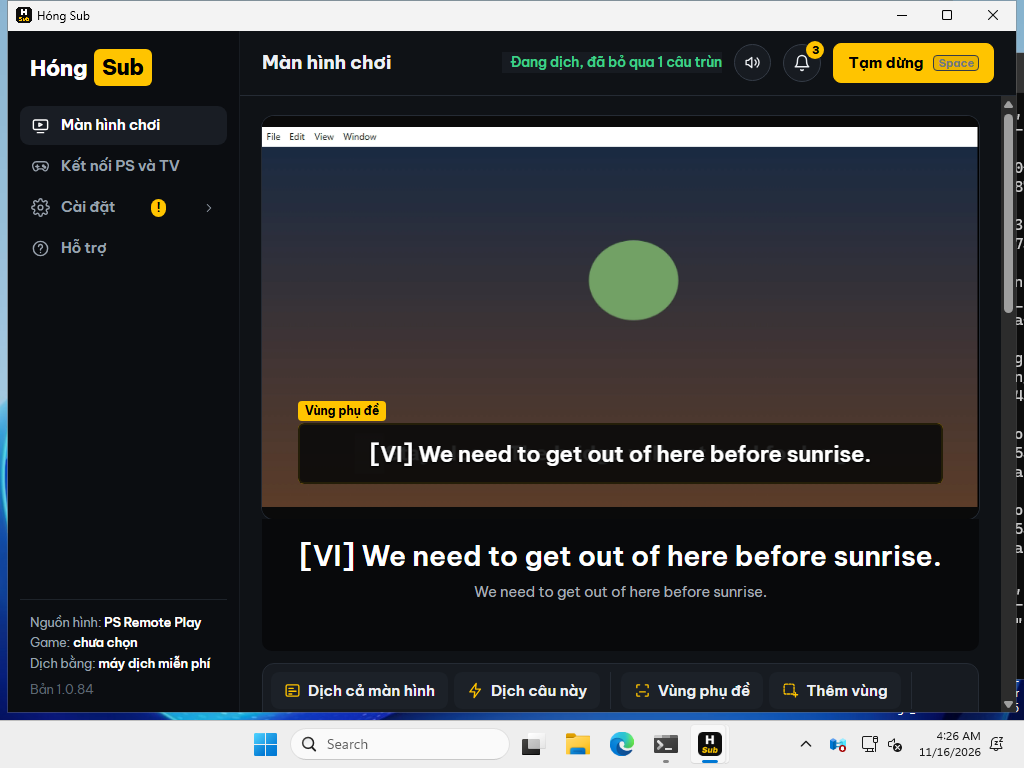 Hóng Sub
Hóng Sub
Màn hình chơi
Kết nối PS và TV
Cài đặt
!
Hỗ trợ
Nguồn hình: PS Remote Play
Game: chưa chọn
Dịch bằng: máy dịch miễn phí
Bản 1.0.84
Màn hình chơi
Đang dịch, đã bỏ qua 1 câu trùn
3
Tạm dừng Space
File Edit View Window
Vùng phụ đề
[VI] We need to get out of here before sunrise.
[VI] We need to get out of here before sunrise.
We need to get out of here before sunrise.
Dịch cả màn hình
Dịch câu này
Vùng phụ đề
Thêm vùng
Search
H Sub
4:26 AM
11/16/2026